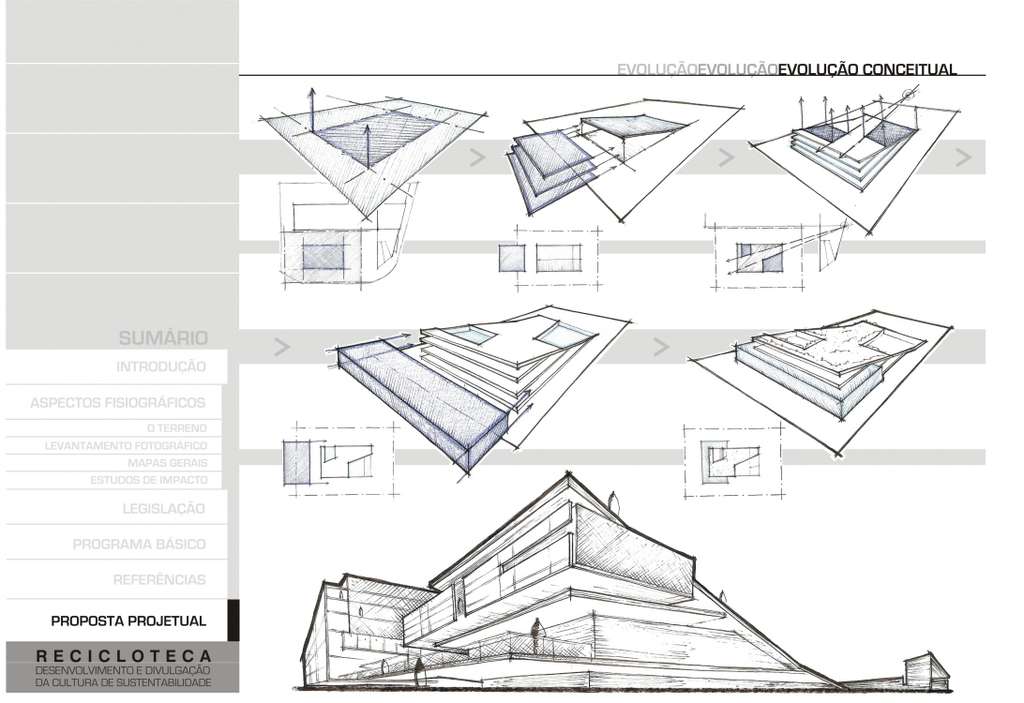 EVOLUÇÃOEVOLUÇÃOEVOLUÇÃO CONCEITUAL
SUMÁRIO
INTRODUCÃO
ASPECTOS FISIOGRÁFICOS
O TERRENO
LEVANTAMENTO FOTOGRÁFICO
MAPAS GERAIS
ESTUDOS DE IMPACTO
LEGISLAÇÃO
PROGRAMA BÁSICO
REFERÊNCIAS
PROPOSTA PROJETUAL
RECICLOTECA
DESENVOLVIMENTO E DIVULGAÇÃO
DA CULTURA DE SUSTENTABILIDADE